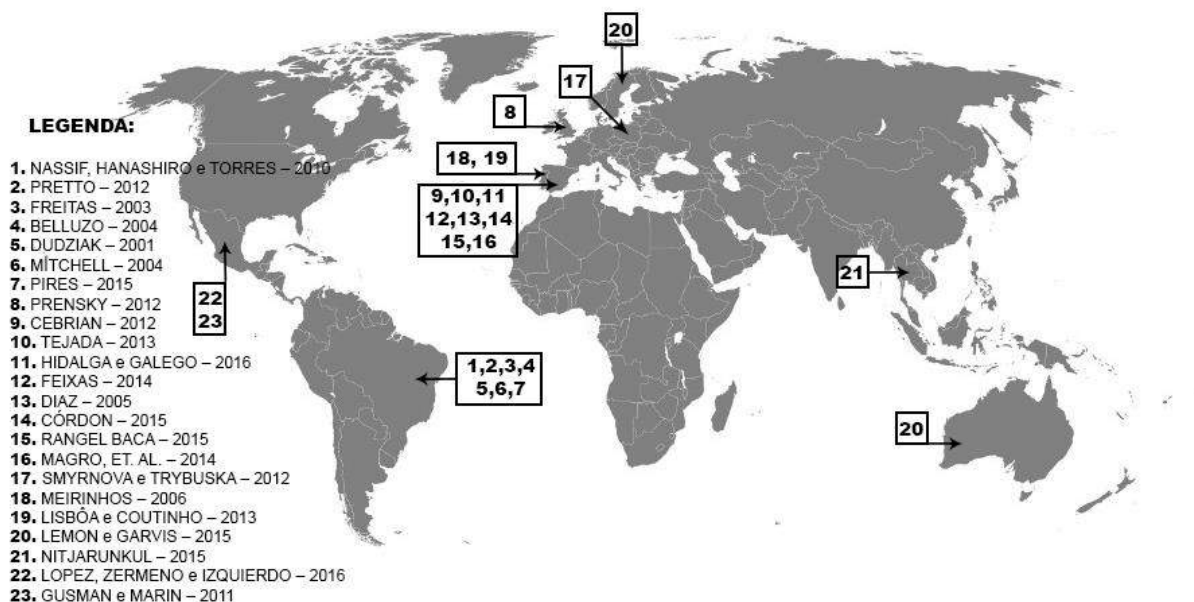 20
17
8
LEGENDA:
18, 19
1. NASSIF, HANASHIRO e TORRES – 2010
2. PRETTO – 2012
3. FREITAS – 2003
4. BELLUZO – 2004
5. DUDZIAK – 2001
6. MÍTCHELL – 2004
7. PIRES – 2015
8. PRENSKY – 2012
9. CEBRIAN – 2012
10. TEJADA – 2013
11. HIDALGA e GALEGO – 2016
12. FEIXAS – 2014
13. DIAZ – 2005
14. CÓRDON – 2015
15. RANGEL BACA – 2015
16. MAGRO, ET. AL. – 2014
17. SMYRNOVA e TRYBUSKA – 2012
18. MEIRINHOS – 2006
19. LISBÔA e COUTINHO – 2013
20. LEMON e GARVIS – 2015
21. NITJARUNKUL – 2015
22. LOPEZ, ZERMENO e IZQUIERDO – 2016
23. GUSMAN e MARIN – 2011
9,10,11
12,13,14
15,16
21
22
23
1,2,3,4
5,6,7
20